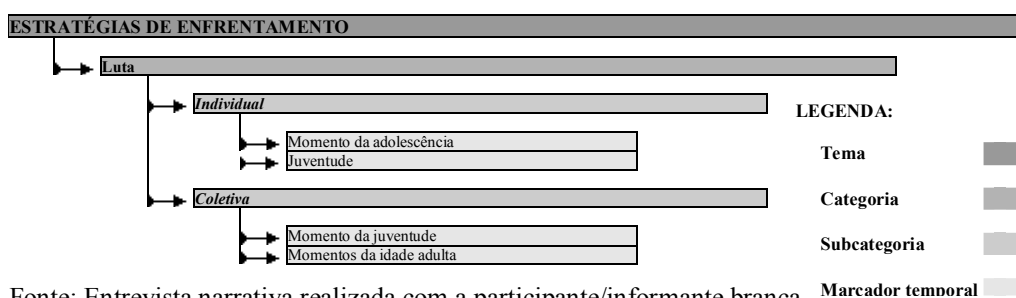 ESTRATÉGIAS DE ENFRENTAMENTO
Luta
Individual
Momento da adolescência
Juventude
Coletiva
Momento da juventude
Momentos da idade adulta
LEGENDA:
Tema
Categoria
Subcategoria
Marcador temporal
Fonte: Entrevista narrativa realizada com a participante/informante branca